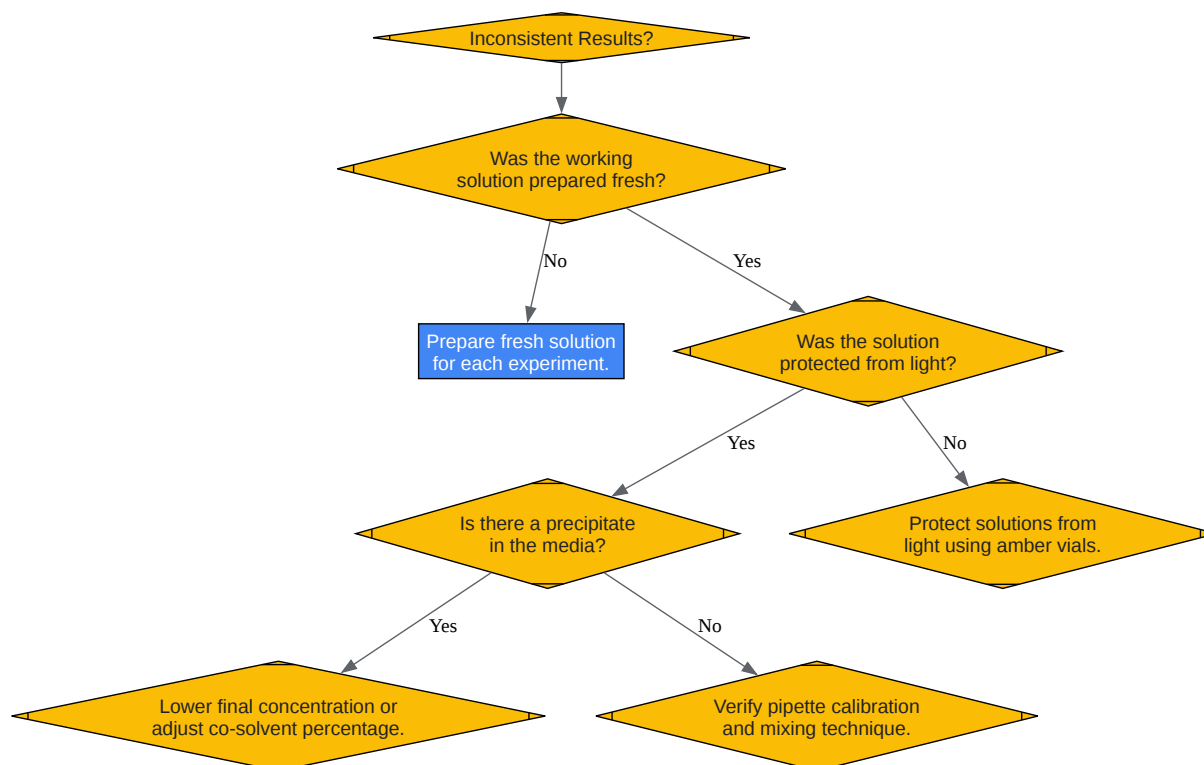 Inconsistent Results?
Was the working
solution prepared fresh?
No
Yes
Prepare fresh solution
for each experiment.
Was the solution
protected from light?
Yes
No
Is there a precipitate
in the media?
Protect solutions from
light using amber vials.
Yes
No
Lower final concentration or
adjust co-solvent percentage.
Verify pipette calibration
and mixing technique.